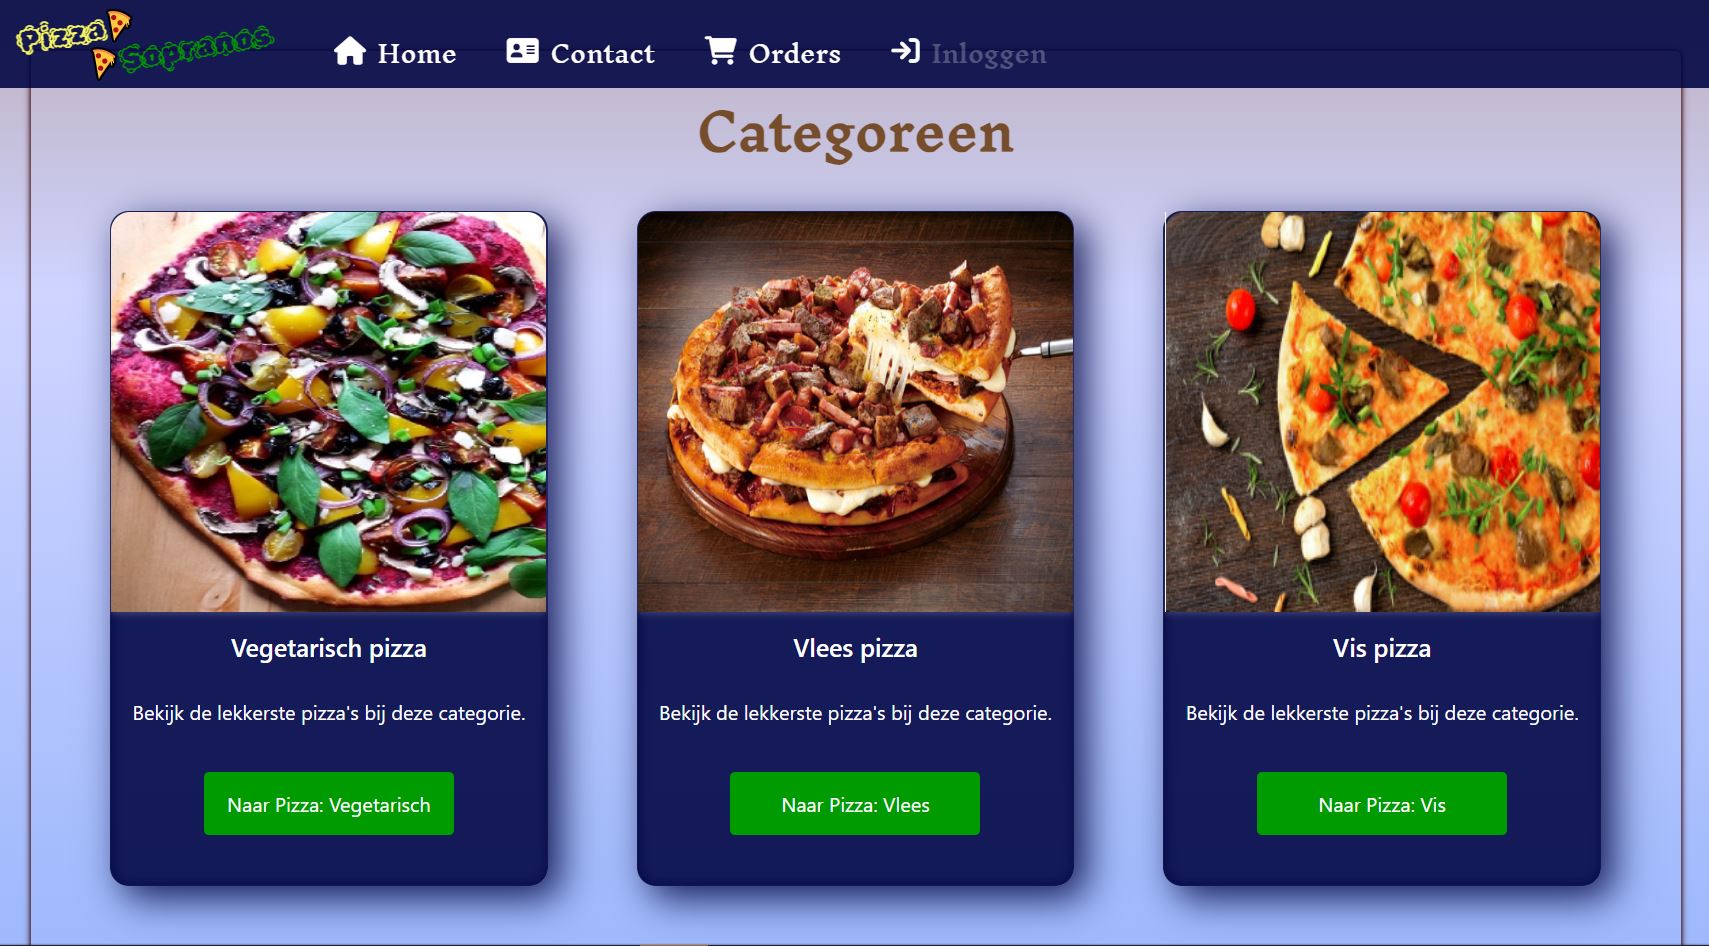 Pizza
Sopranos
Home
Contact
Orders
Inloggen
Categoreen
Vegetarisch pizza
Bekijk de lekkerste pizza's bij deze categorie.
Naar Pizza: Vegetarisch
Vlees pizza
Bekijk de lekkerste pizza's bij deze categorie.
Naar Pizza: Vlees
Vis pizza
Bekijk de lekkerste pizza's bij deze categorie.
Naar Pizza: Vis